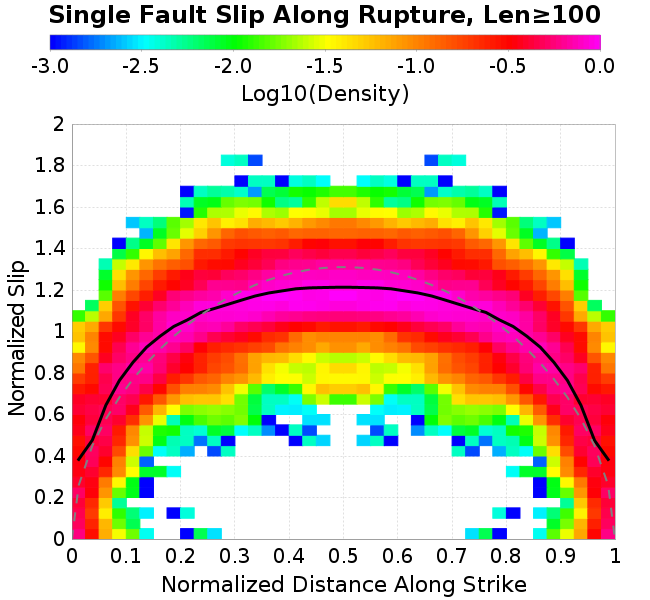 Single Fault Slip Along Rupture, Len≥100
-3.0 -2.5 -2.0 -1.5 -1.0 -0.5 0.0
Log10(Density)
2
1.8
1.6
1.4
1.2
1
0.8
0.6
0.4
0.2
0
Normalized Slip
0 0.1 0.2 0.3 0.4 0.5 0.6 0.7 0.8 0.9 1
Normalized Distance Along Strike